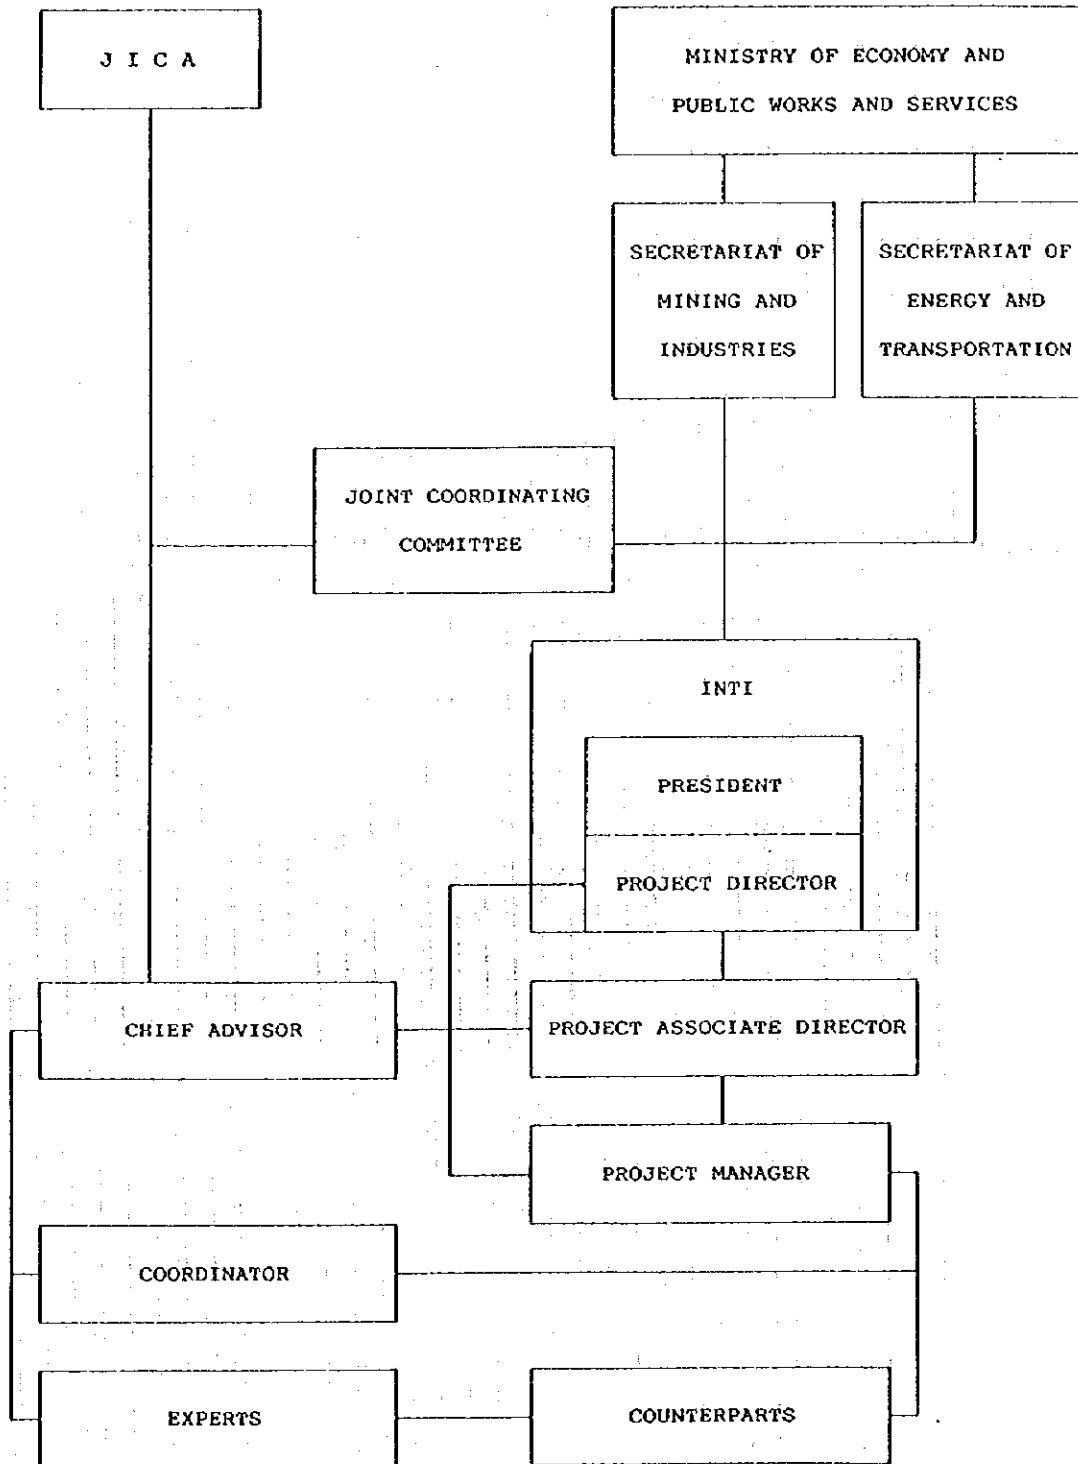 J I C A
MINISTRY OF ECONOMY AND
PUBLIC WORKS AND SERVICES
SECRETARIAT OF
MINING AND
INDUSTRIES
SECRETARIAT OF
ENERGY AND
TRANSPORTATION
JOINT COORDINATING
COMMITTEE
INTI
PRESIDENT
PROJECT DIRECTOR
CHIEF ADVISOR
PROJECT ASSOCIATE DIRECTOR
PROJECT MANAGER
COORDINATOR
EXPERTS
COUNTERPARTS